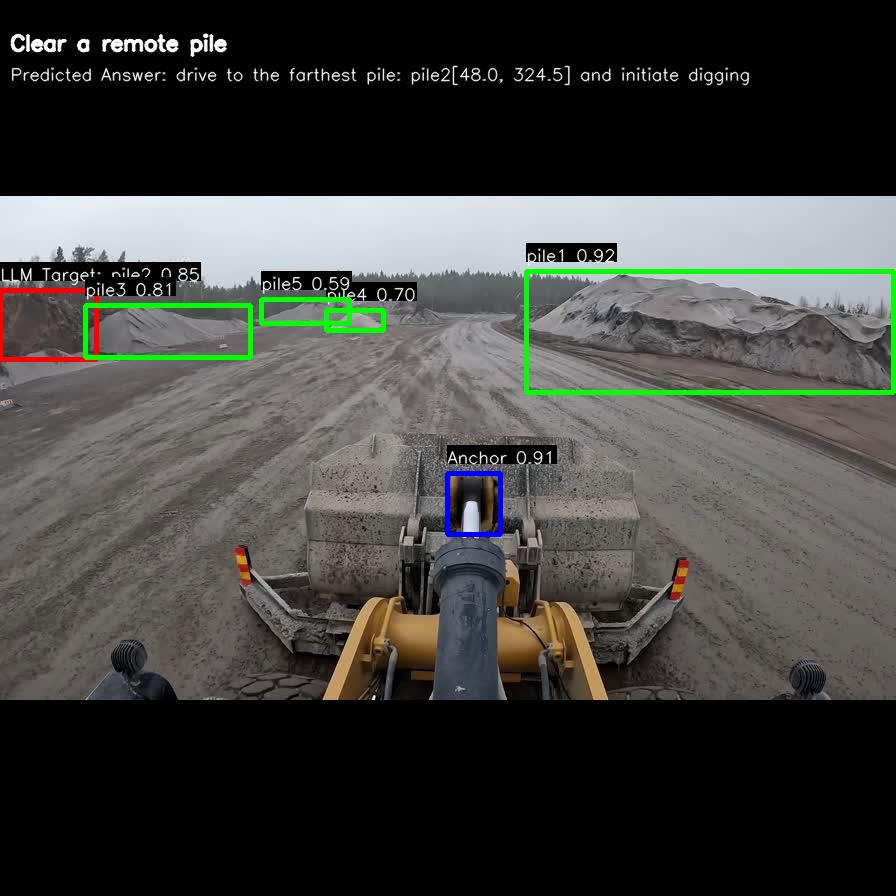 Clear a remote pile
Predicted Answer: drive to the farthest pile: pile2[48.0, 324.5] and initiate digging
pile1 0.92
LLM Target: pile2 0.85
pile5 0.59
pile3 0.81
pile4 0.70
Anchor 0.91